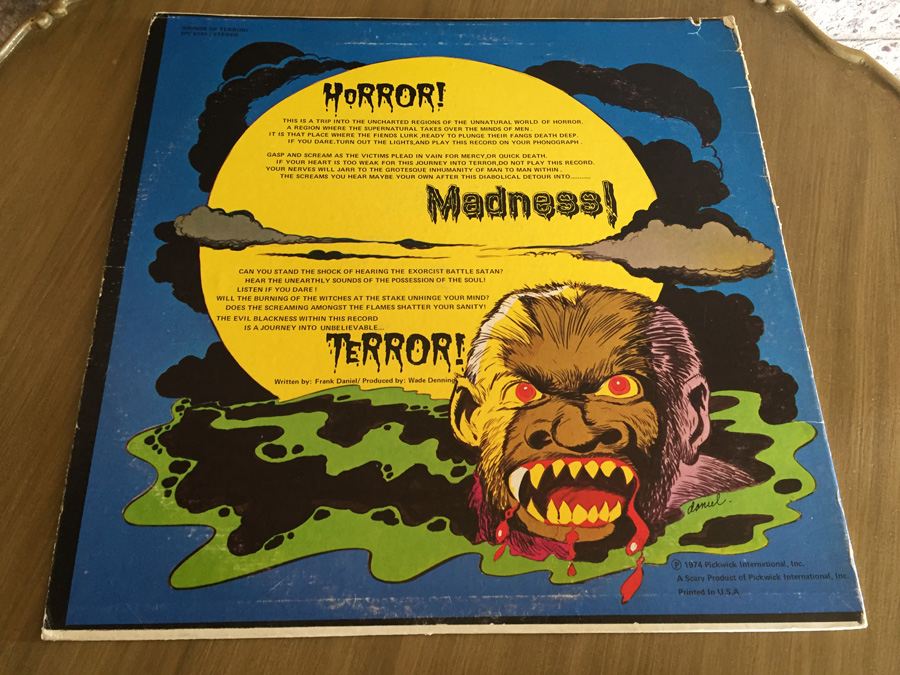 SOUNDS OF TERROR!
HORROR!
THIS IS A TRIP INTO THE UNCHARTED REGIONS OF THE UNNATURAL WORLD OF HORROR.
A REGION WHERE THE SUPERNATURAL TAKES OVER THE MINDS OF MEN.
IT IS THAT PLACE WHERE THE FIENDS LURK,READY TO PLUNGE THEIR FANGS DEATH DEEP.
IF YOU DARE,TURN OUT THE LIGHTS,AND PLAY THIS RECORD ON YOUR PHONOGRAPH.
GASP AND SCREAM AS THE VICTIMS PLEAD IN VAIN FOR MERCY,OR QUICK DEATH.
IF YOUR HEART IS TOO WEAK FOR THIS JOURNEY INTO TERROR,DO NOT PLAY THIS RECORD.
YOUR NERVES WILL JARR TO THE GROTESQUE INHUMANITY OF MAN TO MAN WITHIN.
THE SCREAMS YOU HEAR MAYBE YOUR OWN AFTER THIS DIABOLICAL DETOUR INTO..........
Madness!
CAN YOU STAND THE SHOCK OF HEARING THE EXORCIST BATTLE SATAN?
HEAR THE UNEARTHLY SOUNDS OF THE POSSESSION OF THE SOUL!
LISTEN IF YOU DARE!
WILL THE BURNING OF THE WITCHES AT THE STAKE UNHINGE YOUR MIND?
DOES THE SCREAMING AMONGST THE FLAMES SHATTER YOUR SANITY!
THE EVIL BLACKNESS WITHIN THIS RECORD
IS A JOURNEY INTO UNBELIEVABLE...
TERROR!
Written by: Frank Daniel/ Produced by: Wade Denning
daniel.
Ⓟ 1974 Pickwick International, Inc.
A Scary Product of Pickwick International, Inc.
Printed In U.S.A